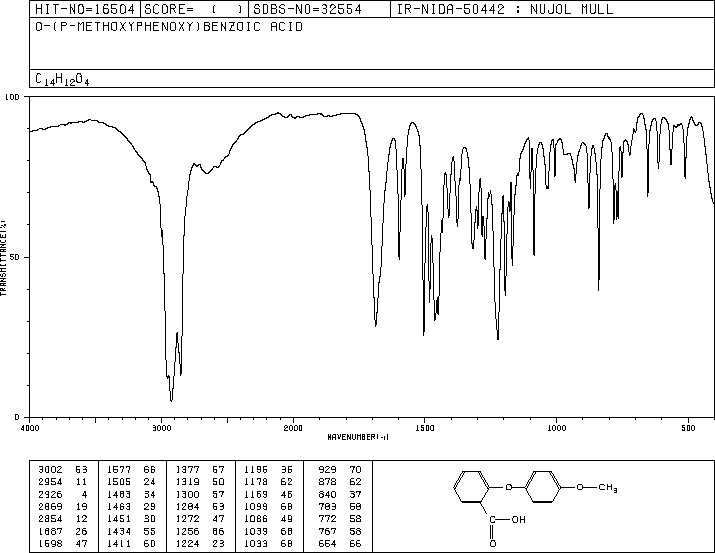 HIT-NO=16504 SCORE= ( ) SDBS-NO=32554 IR-NIDA-50442 : NUJOL MULL
O-(P-METHOXYPHENOXY)BENZOIC ACID
C14H12O4
100
50
0
TRANSMITTANCE(%)
4000 3000 2000 1500 1000 500
WAVENUMBER(-1)
3002 63 1577 66 1377 57 1196 36 929 70
2954 11 1505 24 1319 50 1178 62 878 62
2926 4 1483 34 1300 57 1169 46 840 37
2869 19 1463 29 1284 53 1099 68 783 58
2854 12 1451 30 1272 47 1086 49 772 58
1687 26 1434 55 1256 86 1039 68 767 58
1598 47 1411 60 1224 23 1033 68 654 66
O O—CH3
C—OH
O